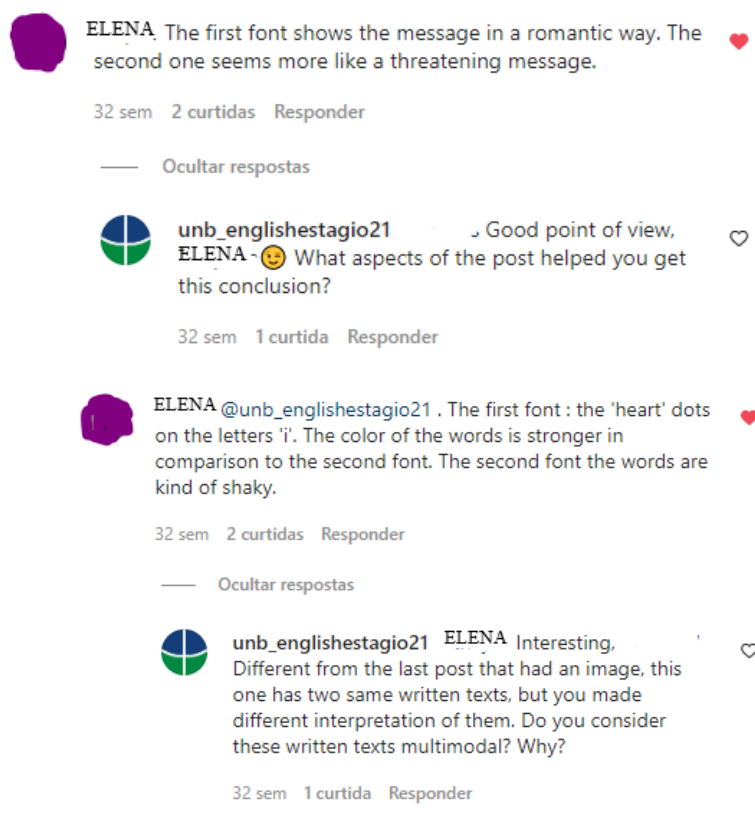 ELENA The first font shows the message in a romantic way. The
second one seems more like a threatening message.
32 sem 2 curtidas Responder
Ocultar respostas
unb_englishestagio21 Good point of view,
ELENA 😉 What aspects of the post helped you get
this conclusion?
32 sem 1 curtida Responder
ELENA @unb_englishestagio21 . The first font : the 'heart' dots
on the letters 'i'. The color of the words is stronger in
comparison to the second font. The second font the words are
kind of shaky.
32 sem 2 curtidas Responder
Ocultar respostas
unb_englishestagio21 ELENA Interesting,
Different from the last post that had an image, this
one has two same written texts, but you made
different interpretation of them. Do you consider
these written texts multimodal? Why?
32 sem 1 curtida Responder